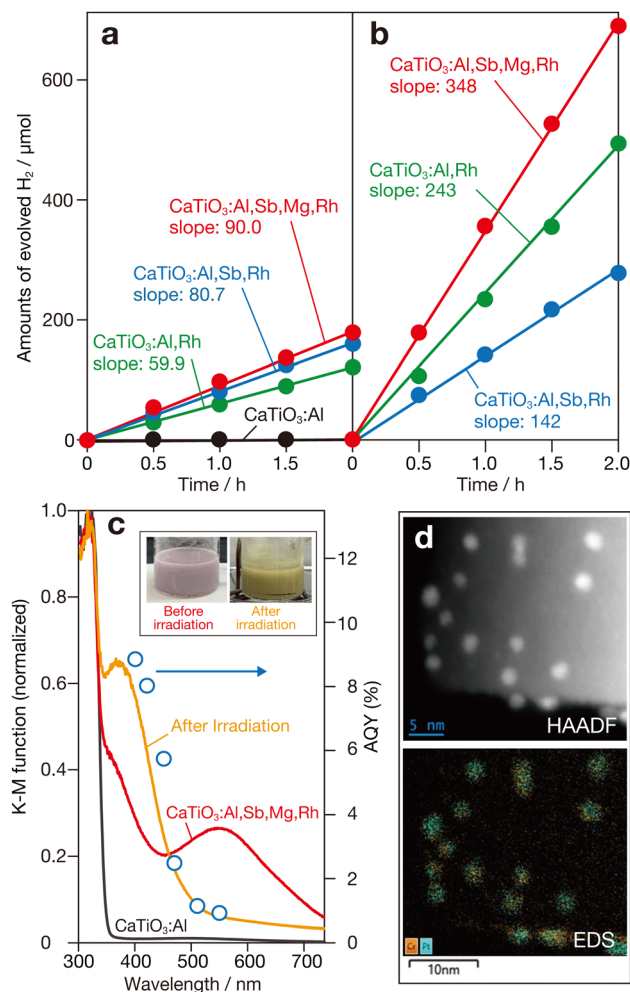 a
b
Amounts of evolved H₂ / μmol
600
400
200
0
CaTiO₃:Al,Sb,Mg,Rh
slope: 90.0
CaTiO₃:Al,Sb,Rh
slope: 80.7
CaTiO₃:Al,Rh
slope: 59.9
CaTiO₃:Al
0 0.5 1.0 1.5
Time / h
CaTiO₃:Al,Sb,Mg,Rh
slope: 348
CaTiO₃:Al,Rh
slope: 243
CaTiO₃:Al,Sb,Rh
slope: 142
0 0.5 1.0 1.5 2.0
Time / h
c
K-M function (normalized)
1.0
0.8
0.6
0.4
0.2
0
Before
irradiation
After
irradiation
After Irradiation
CaTiO₃:Al,Sb,Mg,Rh
CaTiO₃:Al
12
10
8
6
4
2
0
AQY (%)
300 400 500 600 700
Wavelength / nm
d
5 nm
HAADF
Cr Pt
EDS
10nm